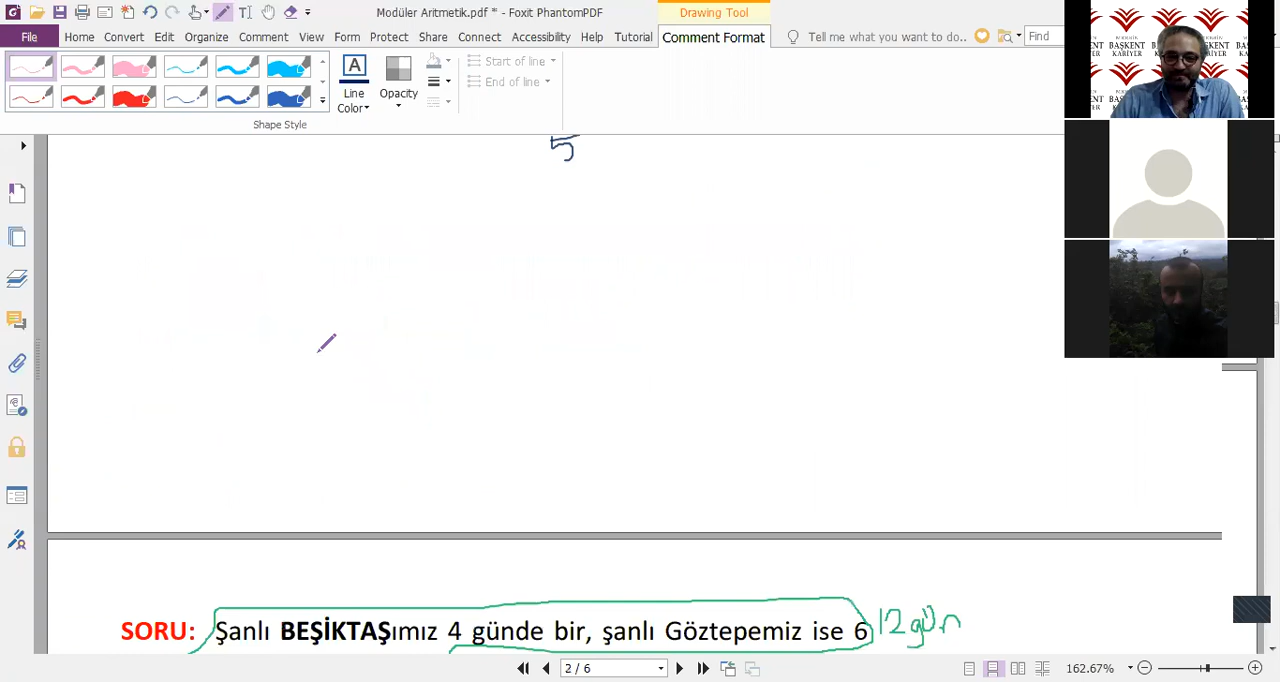 Modüler Aritmetik.pdf * - Foxit PhantomPDF
Drawing Tool
File Home Convert Edit Organize Comment View Form Protect Share Connect Accessibility Help Tutorial Comment Format Tell me what you want to do.. Find
Line
Color
Opacity
Start of line
End of line
Shape Style
BAŞKENT
KARİYER
5
SORU: Şanlı BEŞİKTAŞımız 4 günde bir, şanlı Göztepemiz ise 6 12 gün
2 / 6
162.67%